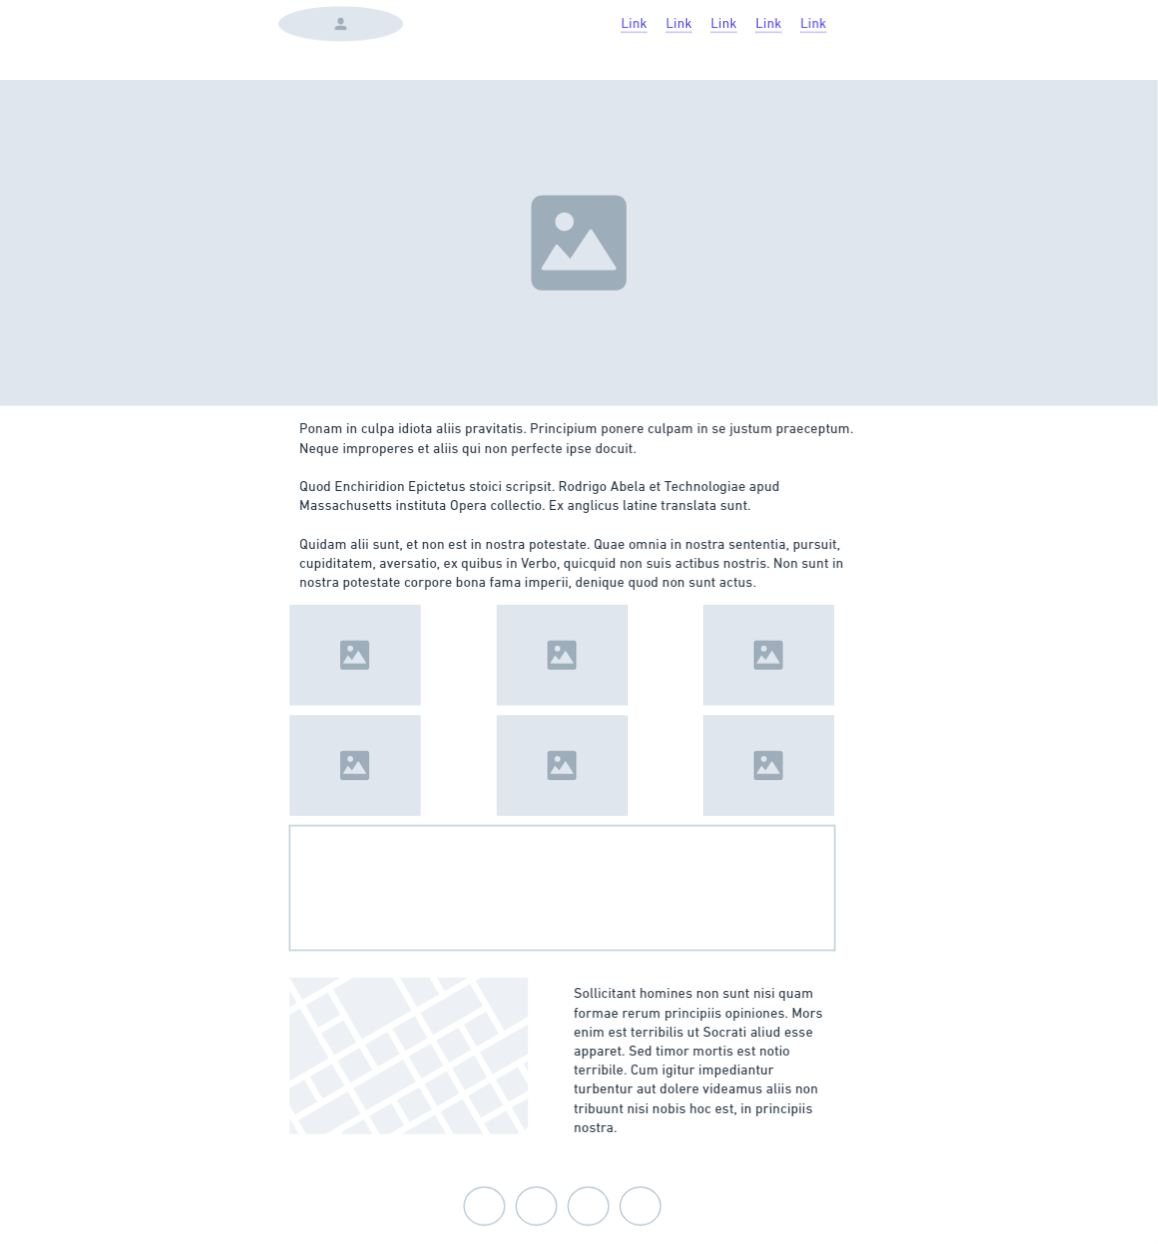 Link Link Link Link Link
Ponam in culpa idiota aliis pravitatis. Principium ponere culpam in se justum praeceptum.
Neque improperes et aliis qui non perfecte ipse docuit.
Quod Enchiridion Epictetus stoici scripsit. Rodrigo Abela et Technologiae apud
Massachusetts instituta Opera collectio. Ex anglicus latine translata sunt.
Quidam alii sunt, et non est in nostra potestate. Quae omnia in nostra sententia, pursuit,
cupiditatem, aversatio, ex quibus in Verbo, quicquid non suis actibus nostris. Non sunt in
nostra potestate corpore bona fama imperii, denique quod non sunt actus.
Sollicitant homines non sunt nisi quam
formae rerum principiis opiniones. Mors
enim est terribilis ut Socrati aliud esse
apparet. Sed timor mortis est notio
terribile. Cum igitur impediantur
turbentur aut dolere videamus aliis non
tribuunt nisi nobis hoc est, in principiis
nostra.